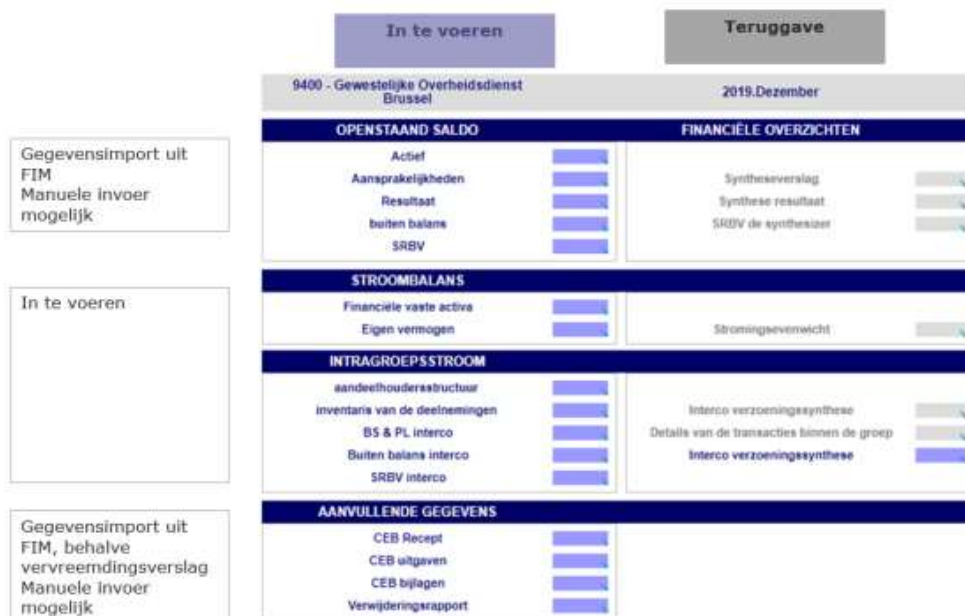 In te voeren
Teruggave
9400 - Gewestelijke Overheidsdienst
Brussel
2019.Dezember
OPENSTAAND SALDO
FINANCIËLE OVERZICHTEN
Gegevensimport uit
FIM
Manuele invoer
mogelijk
Actief
Aansprakelijkheden
Resultaat
buiten balans
SRBV
Syntheseverslag
Synthese resultaat
SRBV de synthesizer
STROOMBALANS
In te voeren
Financiële vaste activa
Eigen vermogen
Stromingsevenwicht
INTRAGROEPSSTROOM
aandeelhoudersstructuur
inventaris van de deelnemingen
BS & PL interco
Buiten balans interco
SRBV interco
Interco verzoeningssynthese
Details van de transacties binnen de groep
Interco verzoeningssynthese
AANVULLENDE GEGEVENS
Gegevensimport uit
FIM, behalve
vervreemdingsverslag
Manuele invoer
mogelijk
CEB Recept
CEB uitgaven
CEB bijlagen
Verwijderingsrapport